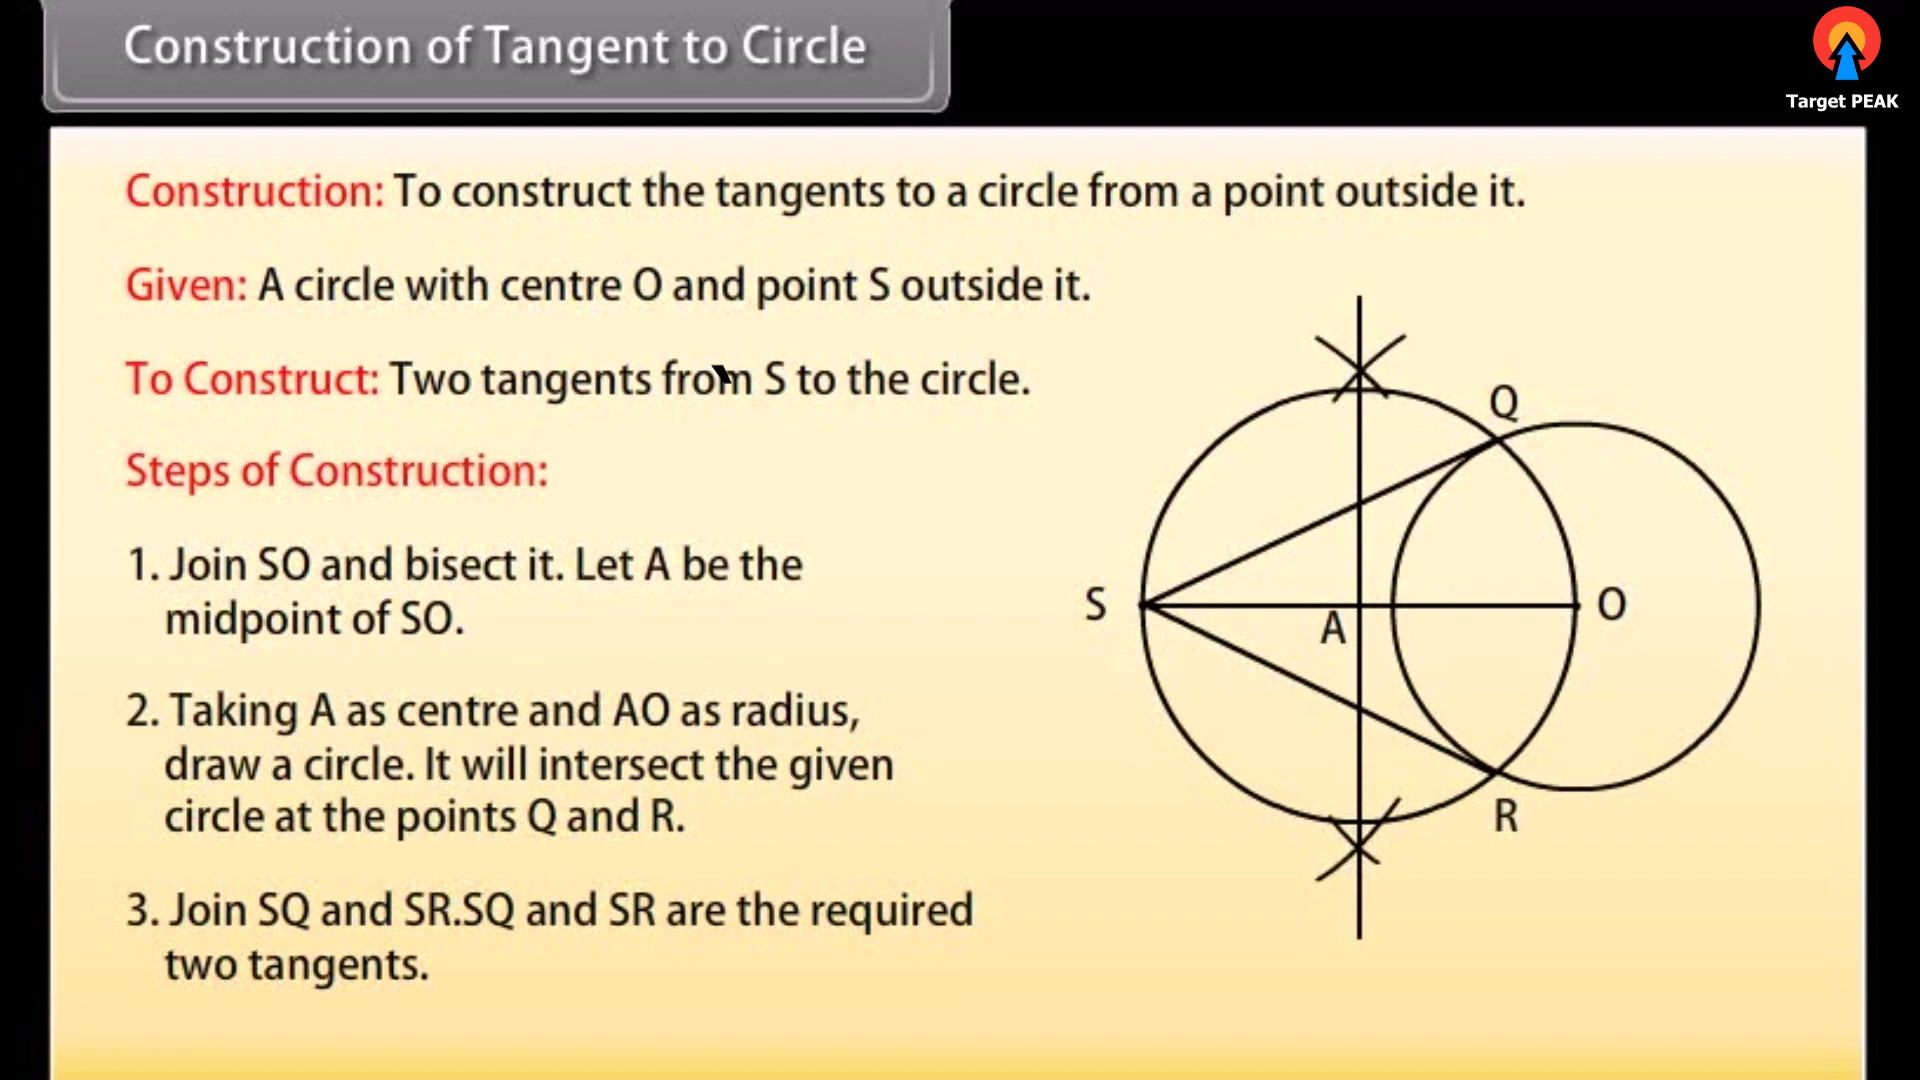 Construction of Tangent to Circle
Target PEAK
Construction: To construct the tangents to a circle from a point outside it.
Given: A circle with centre O and point S outside it.
To Construct: Two tangents from S to the circle.
Steps of Construction:
1. Join SO and bisect it. Let A be the
midpoint of SO.
2. Taking A as centre and AO as radius,
draw a circle. It will intersect the given
circle at the points Q and R.
3. Join SQ and SR.SQ and SR are the required
two tangents.
Q
S
A
O
R